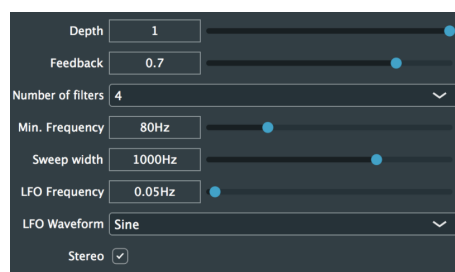 Depth 1
Feedback 0.7
Number of filters 4
Min. Frequency 80Hz
Sweep width 1000Hz
LFO Frequency 0.05Hz
LFO Waveform Sine
Stereo